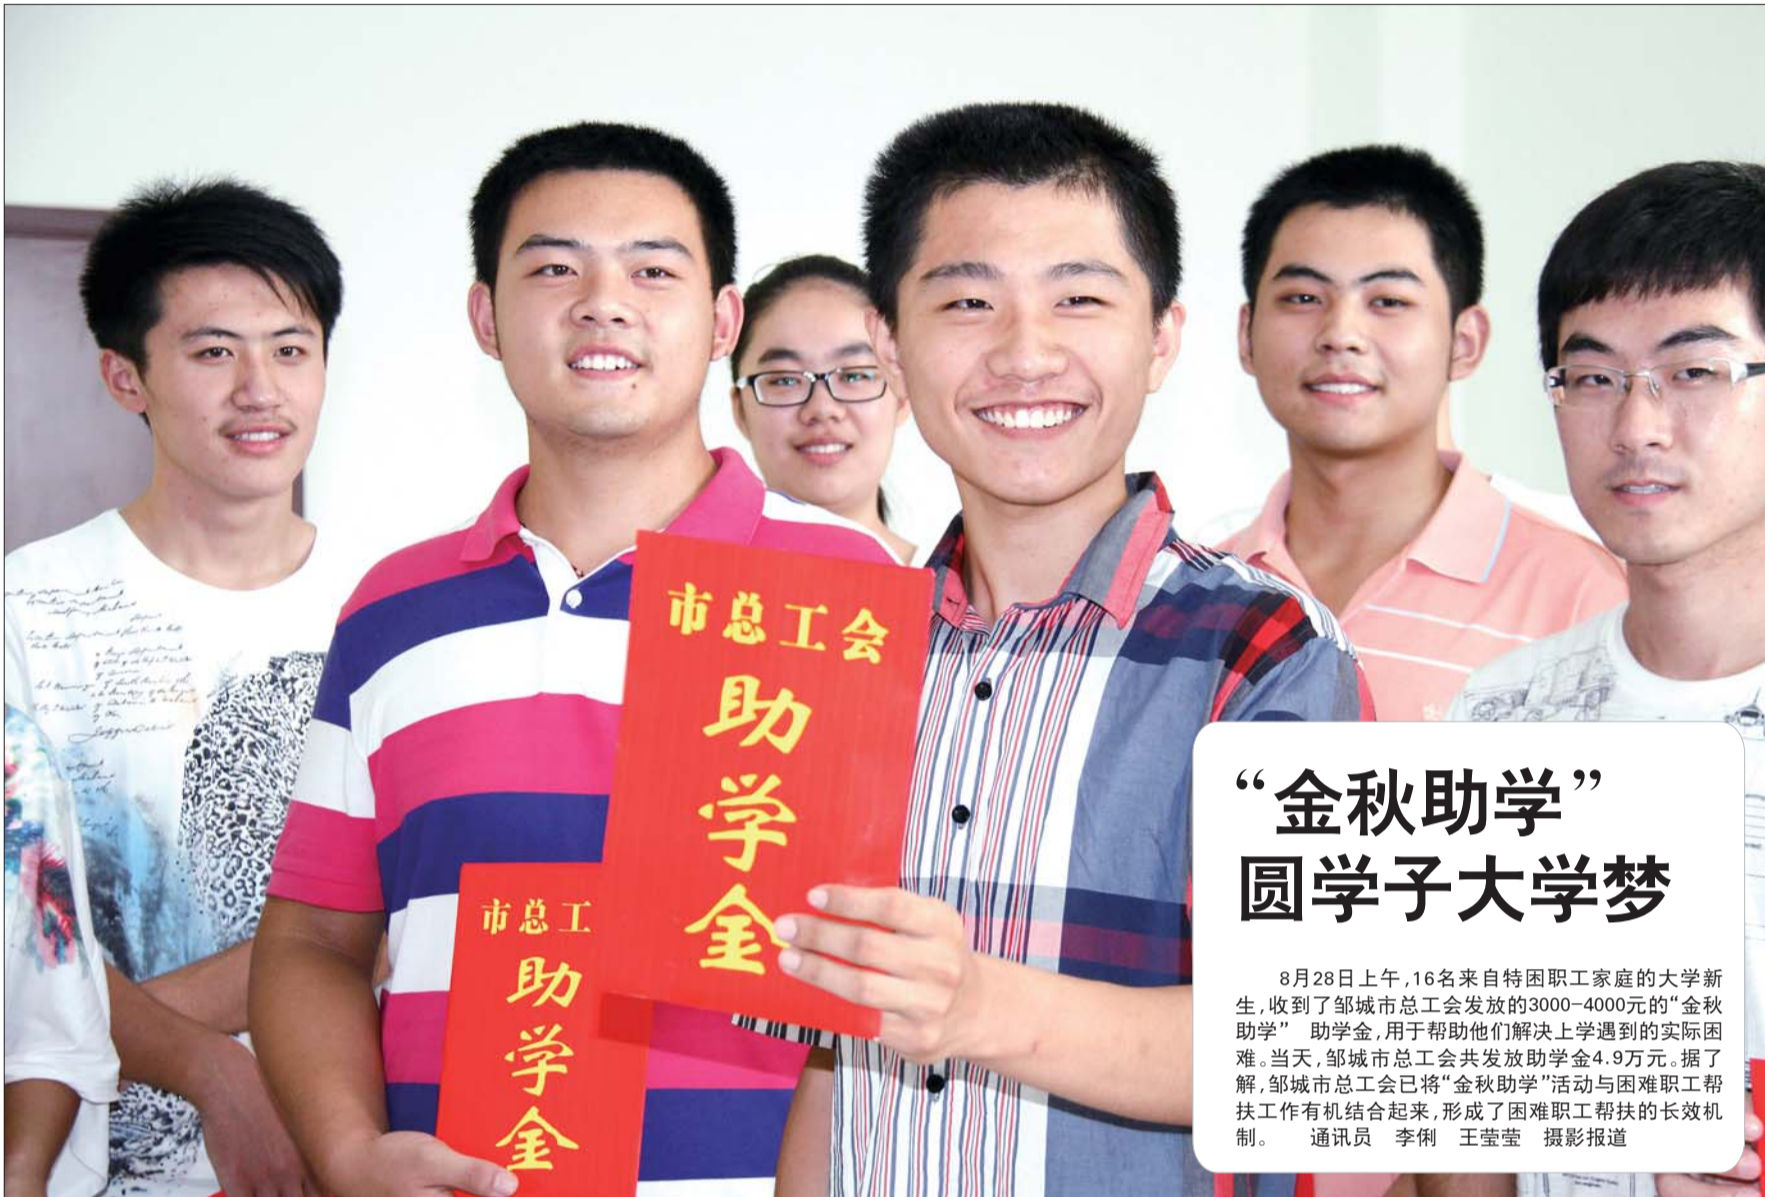 市总工会
助
学
金
市总工
助
学
金
“金秋助学”
圆学子大学梦
8月28日上午,16名来自特困职工家庭的大学新
生,收到了邹城市总工会发放的3000-4000元的“金秋
助学” 助学金,用于帮助他们解决上学遇到的实际困
难。当天,邹城市总工会共发放助学金4.9万元。据了
解,邹城市总工会已将“金秋助学”活动与困难职工帮
扶工作有机结合起来,形成了困难职工帮扶的长效机
制。 通讯员 李俐 王莹莹 摄影报道